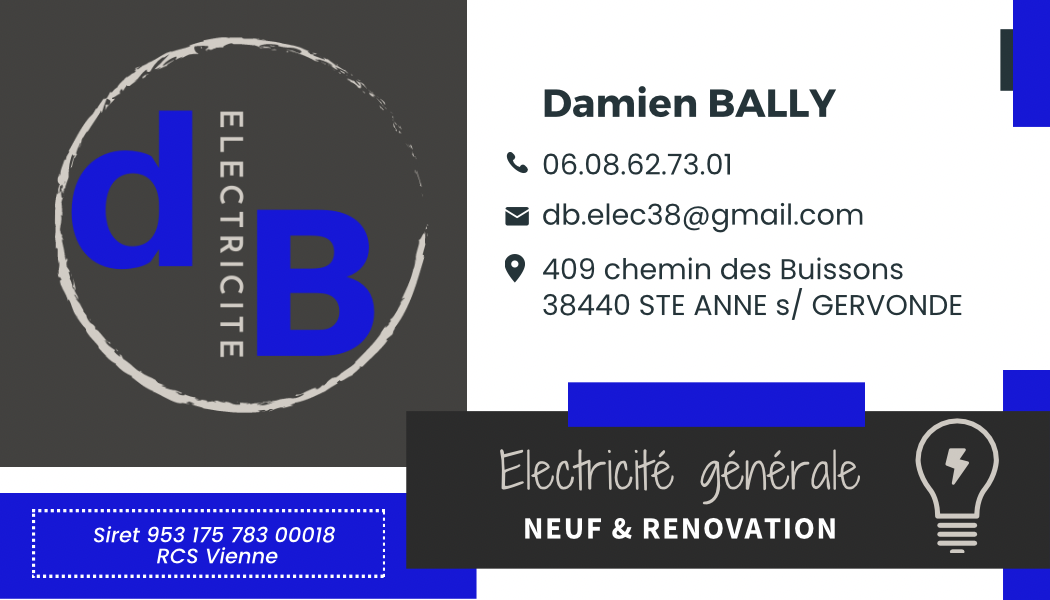 dB
ELECTRICITE
Damien BALLY
06.08.62.73.01
db.elec38@gmail.com
409 chemin des Buissons
38440 STE ANNE s/ GERVONDE
Electricité générale
NEUF & RENOVATION
Siret 953 175 783 00018
RCS Vienne